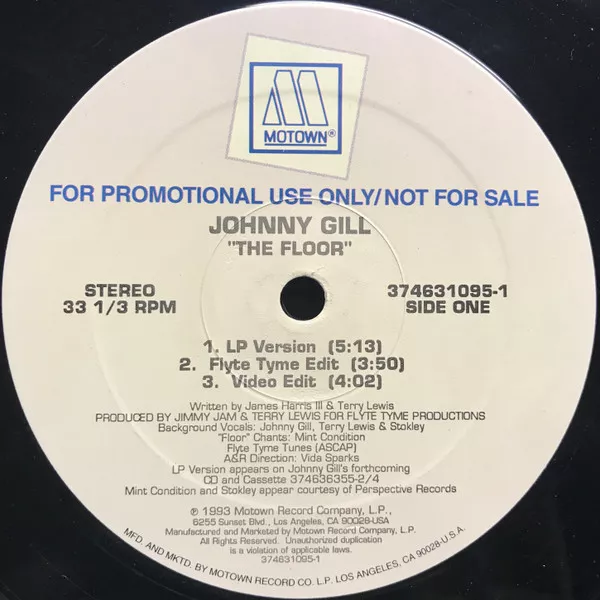 MOTOWN®
FOR PROMOTIONAL USE ONLY/NOT FOR SALE
JOHNNY GILL
"THE FLOOR"
STEREO
33 1/3 RPM
374631095-1
SIDE ONE
1. LP Version (5:13)
2. Flyte Tyme Edit (3:50)
3. Video Edit (4:02)
Written by James Harris III & Terry Lewis
PRODUCED BY JIMMY JAM & TERRY LEWIS FOR FLYTE TYME PRODUCTIONS
Background Vocals: Johnny Gill, Terry Lewis & Stokley
"Floor" Chants: Mint Condition
Flyte Tyme Tunes (ASCAP)
A&R Direction: Vida Sparks
LP Version appears on Johnny Gill's forthcoming
CD and Cassette 374636355-2/4
Mint Condition and Stokley appear courtesy of Perspective Records
℗ 1993 Motown Record Company, L.P.,
6255 Sunset Blvd., Los Angeles, CA 90028-USA
Manufactured and Marketed by Motown Record Company, L.P.
All Rights Reserved. Unauthorized duplication
is a violation of applicable laws.
374631095-1
MFD. AND MKTD. BY MOTOWN RECORD CO. L.P. LOS ANGELES, CA 90028-U.S.A.